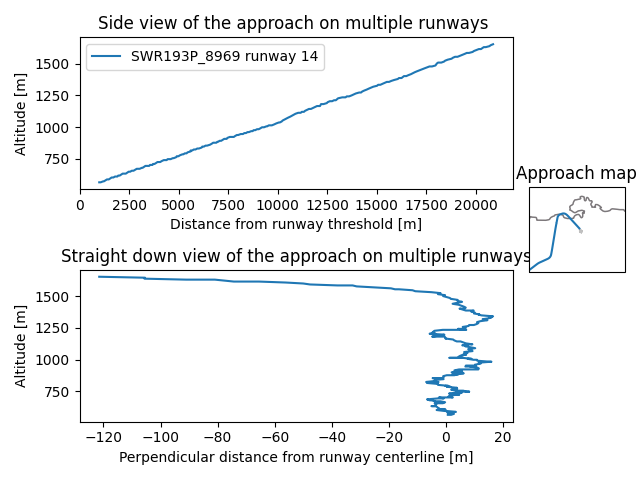 Side view of the approach on multiple runways
SWR193P_8969 runway 14
Altitude [m]
1500
1250
1000
750
0 2500 5000 7500 10000 12500 15000 17500 20000
Distance from runway threshold [m]
Approach map
Straight down view of the approach on multiple runways
Altitude [m]
1500
1250
1000
750
−120 −100 −80 −60 −40 −20 0 20
Perpendicular distance from runway centerline [m]